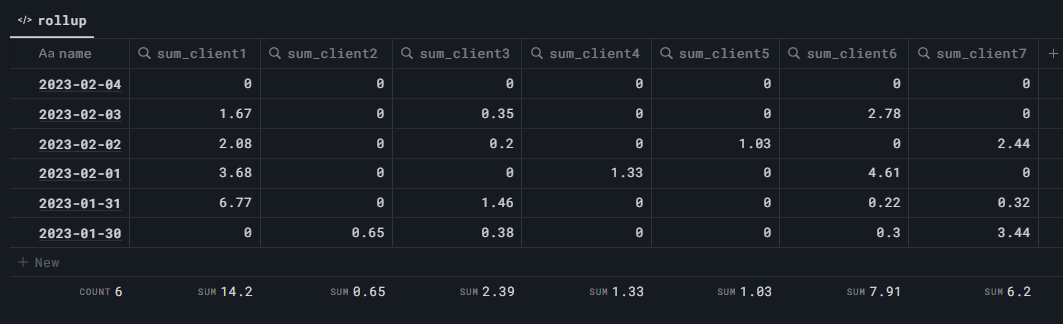 </> rollup
Aa name sum_client1 sum_client2 sum_client3 sum_client4 sum_client5 sum_client6 sum_client7 +
2023-02-04 0 0 0 0 0 0 0
2023-02-03 1.67 0 0.35 0 0 2.78 0
2023-02-02 2.08 0 0.2 0 1.03 0 2.44
2023-02-01 3.68 0 0 1.33 0 4.61 0
2023-01-31 6.77 0 1.46 0 0 0.22 0.32
2023-01-30 0 0.65 0.38 0 0 0.3 3.44
+ New
COUNT 6 SUM 14.2 SUM 0.65 SUM 2.39 SUM 1.33 SUM 1.03 SUM 7.91 SUM 6.2